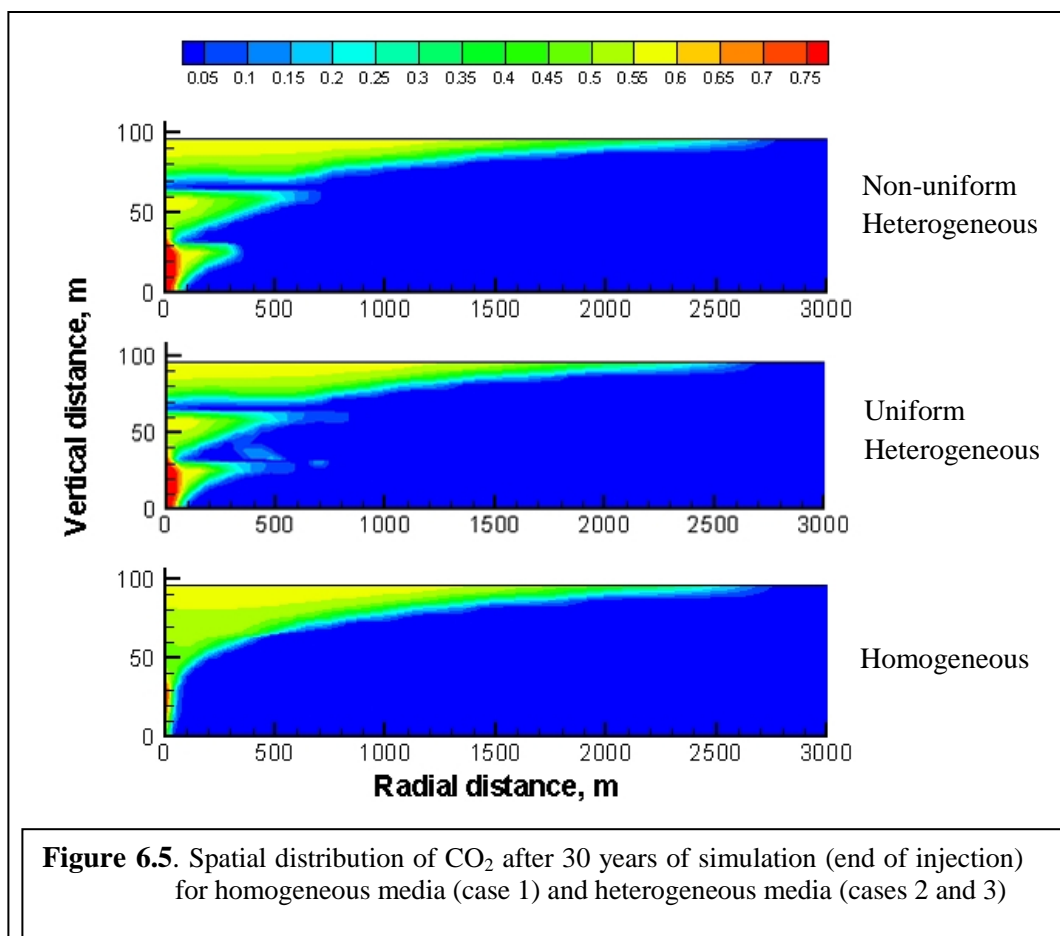 0.05 0.1 0.15 0.2 0.25 0.3 0.35 0.4 0.45 0.5 0.55 0.6 0.65 0.7 0.75
100
50
0
0 500 1000 1500 2000 2500 3000
Non-uniform
Heterogeneous
Vertical distance, m
100
50
0
0 500 1000 1500 2000 2500 3000
Uniform
Heterogeneous
100
50
0
0 500 1000 1500 2000 2500 3000
Homogeneous
Radial distance, m
Figure 6.5. Spatial distribution of CO₂ after 30 years of simulation (end of injection)
for homogeneous media (case 1) and heterogeneous media (cases 2 and 3)